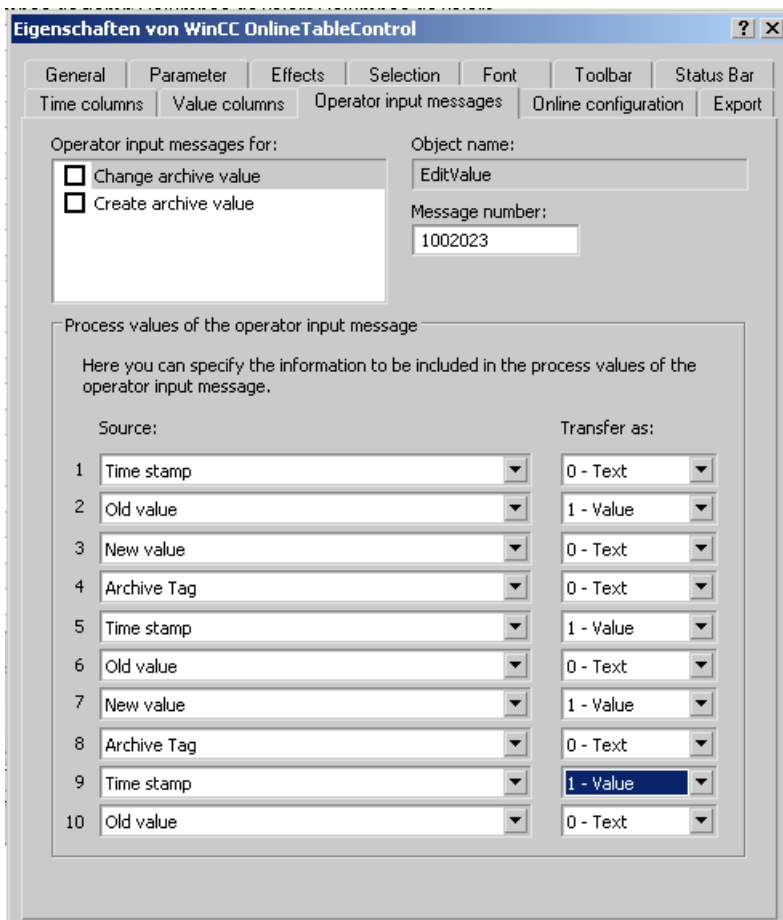 Eigenschaften von WinCC OnlineTableControl
General Parameter Effects Selection Font Toolbar Status Bar
Time columns Value columns Operator input messages Online configuration Export
Operator input messages for: Object name:
Change archive value EditValue
Create archive value Message number:
1002023
Process values of the operator input message
Here you can specify the information to be included in the process values of the
operator input message.
Source: Transfer as:
1 Time stamp 0 - Text
2 Old value 1 - Value
3 New value 0 - Text
4 Archive Tag 0 - Text
5 Time stamp 1 - Value
6 Old value 0 - Text
7 New value 1 - Value
8 Archive Tag 0 - Text
9 Time stamp 1 - Value
10 Old value 0 - Text